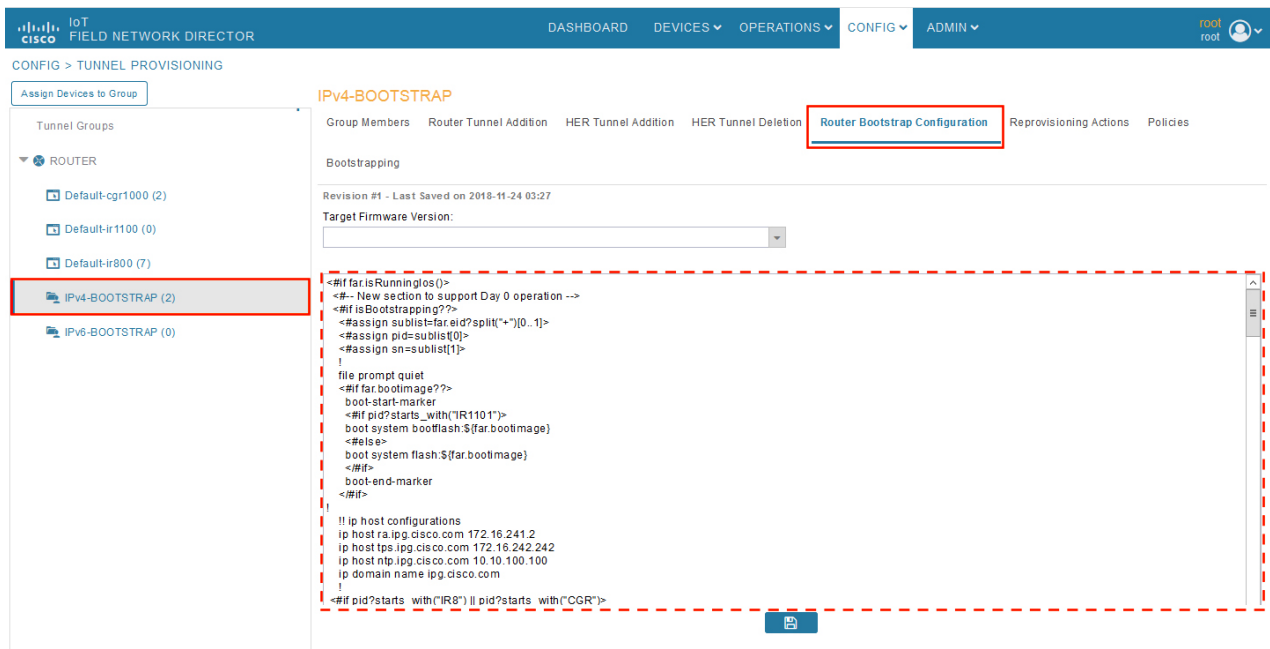 IoT
CISCO FIELD NETWORK DIRECTOR
DASHBOARD DEVICES OPERATIONS CONFIG ADMIN
root
root
CONFIG > TUNNEL PROVISIONING
Assign Devices to Group
Tunnel Groups
ROUTER
Default-cgr1000 (2)
Default-ir1100 (0)
Default-ir800 (7)
IPv4-BOOTSTRAP (2)
IPv6-BOOTSTRAP (0)
IPv4-BOOTSTRAP
Group Members Router Tunnel Addition HER Tunnel Addition HER Tunnel Deletion Router Bootstrap Configuration Reprovisioning Actions Policies
Bootstrapping
Revision #1 - Last Saved on 2018-11-24 03:27
Target Firmware Version:
<#if far.isRunningIos()>
<#-- New section to support Day 0 operation -->
<#if isBootstrapping??>
<#assign sublist=far.eid?split("+")[0..1]>
<#assign pid=sublist[0]>
<#assign sn=sublist[1]>
!
file prompt quiet
<#if far.bootimage??>
boot-start-marker
<#if pid?starts_with("IR1101")>
boot system bootflash:${far.bootimage}
<#else>
boot system flash:${far.bootimage}
</#if>
boot-end-marker
</#if>
!
!! ip host configurations
ip host ra.ipg.cisco.com 172.16.241.2
ip host tps.ipg.cisco.com 172.16.242.242
ip host ntp.ipg.cisco.com 10.10.100.100
ip domain name ipg.cisco.com
!
<#if pid?starts_with("IR8") || pid?starts_with("CGR")>